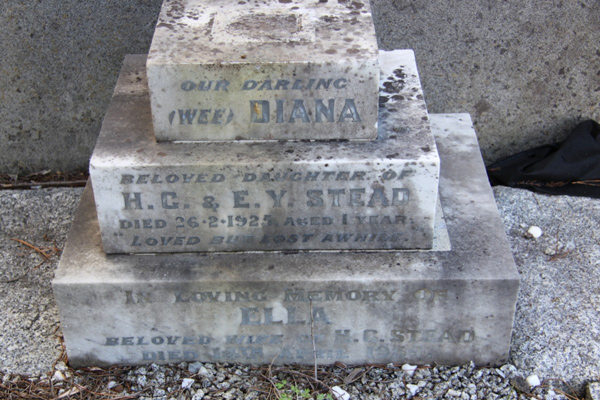 OUR DARLING
(WEE) DIANA
BELOVED DAUGHTER OF
H. G. & E. Y. STEAD
DIED 26-2-1925 AGED 1 YEAR.
LOVED BUT LOST AWHILE
IN LOVING MEMORY OF
ELLA
BELOVED WIFE OF H. G. STEAD
DIED